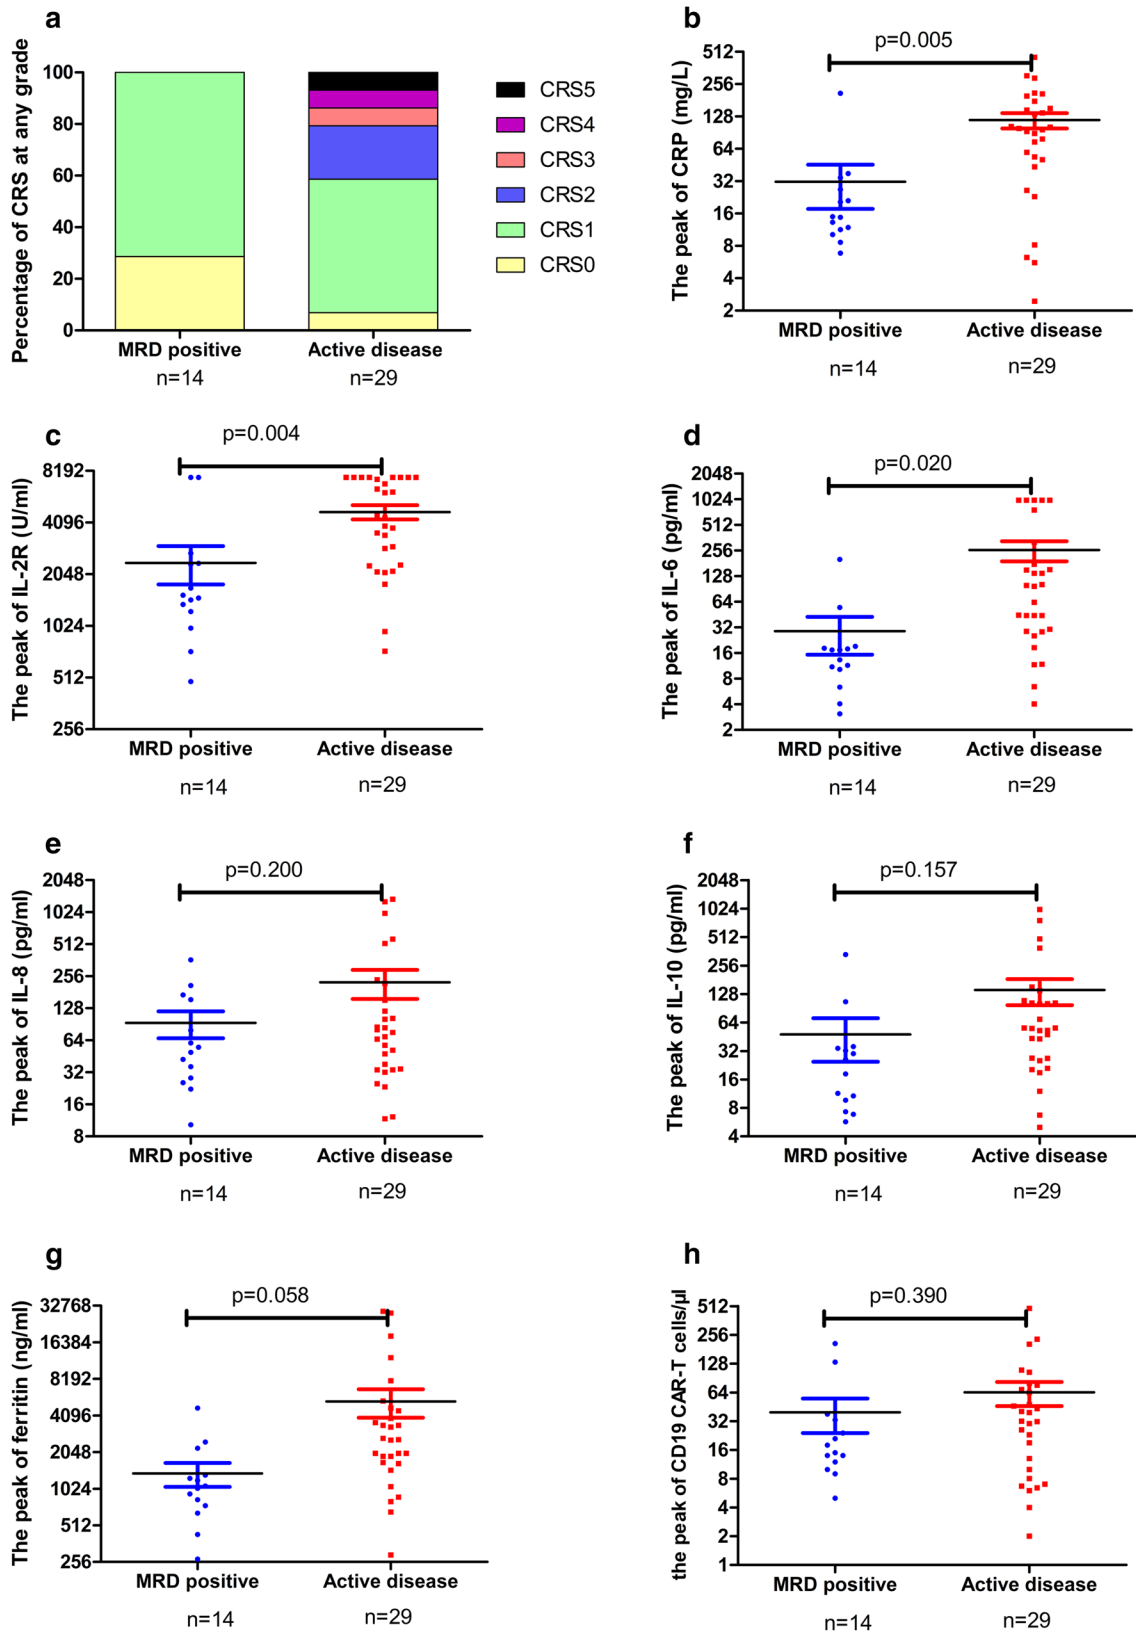 a
Percentage of CRS at any grade
100
80
60
40
20
0
MRD positive
Active disease
n=14
n=29
CRS5
CRS4
CRS3
CRS2
CRS1
CRS0
b
p=0.005
The peak of CRP (mg/L)
512
256
128
64
32
16
8
4
2
MRD positive
Active disease
n=14
n=29
c
p=0.004
The peak of IL-2R (U/ml)
8192
4096
2048
1024
512
256
MRD positive
Active disease
n=14
n=29
d
p=0.020
The peak of IL-6 (pg/ml)
2048
1024
512
256
128
64
32
16
8
4
2
MRD positive
Active disease
n=14
n=29
e
p=0.200
The peak of IL-8 (pg/ml)
2048
1024
512
256
128
64
32
16
8
MRD positive
Active disease
n=14
n=29
f
p=0.157
The peak of IL-10 (pg/ml)
2048
1024
512
256
128
64
32
16
8
4
MRD positive
Active disease
n=14
n=29
g
p=0.058
The peak of ferritin (ng/ml)
32768
16384
8192
4096
2048
1024
512
256
MRD positive
Active disease
n=14
n=29
h
p=0.390
the peak of CD19 CAR-T cells/μl
512
256
128
64
32
16
8
4
2
1
MRD positive
Active disease
n=14
n=29